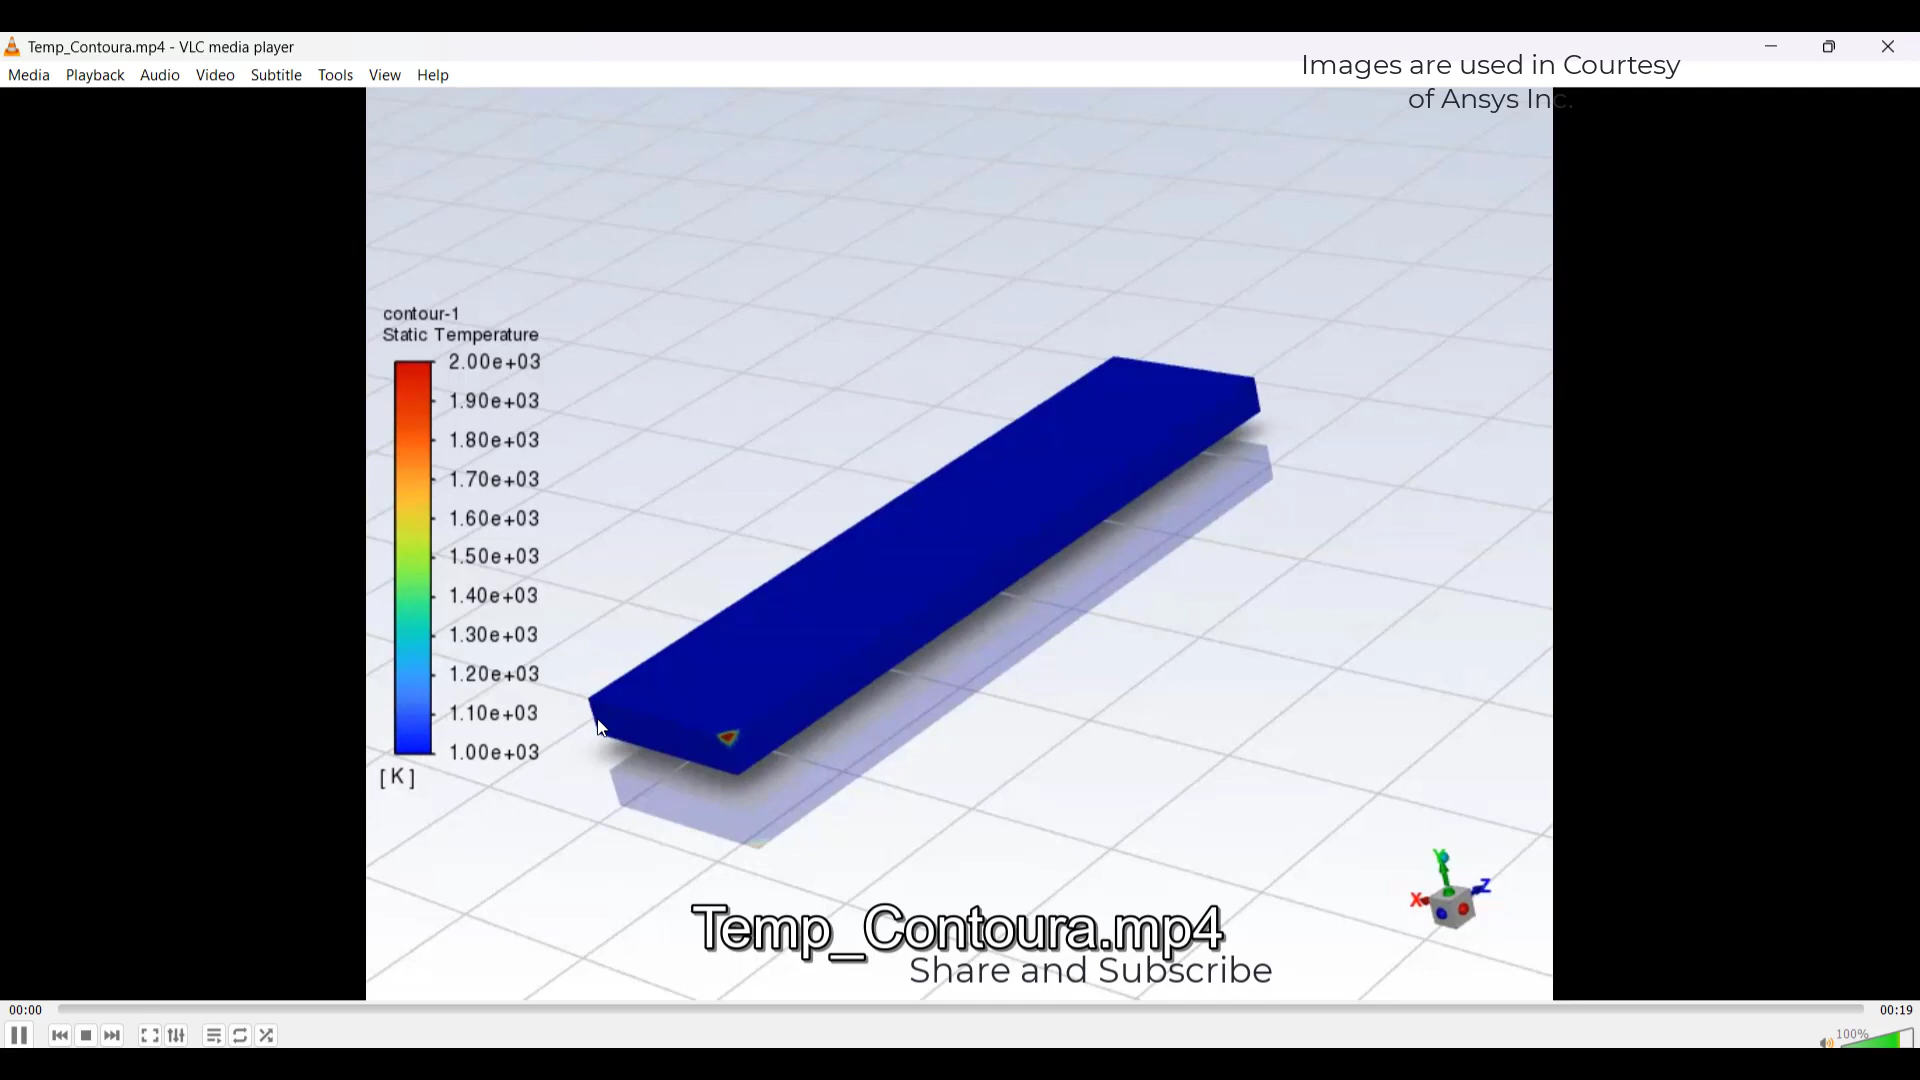 Temp_Contoura.mp4 - VLC media player
Media Playback Audio Video Subtitle Tools View Help
Images are used in Courtesy
of Ansys Inc.
contour-1
Static Temperature
2.00e+03
1.90e+03
1.80e+03
1.70e+03
1.60e+03
1.50e+03
1.40e+03
1.30e+03
1.20e+03
1.10e+03
1.00e+03
[K]
Y
X
Z
Temp_Contoura.mp4
Share and Subscribe
00:00
00:19
100%